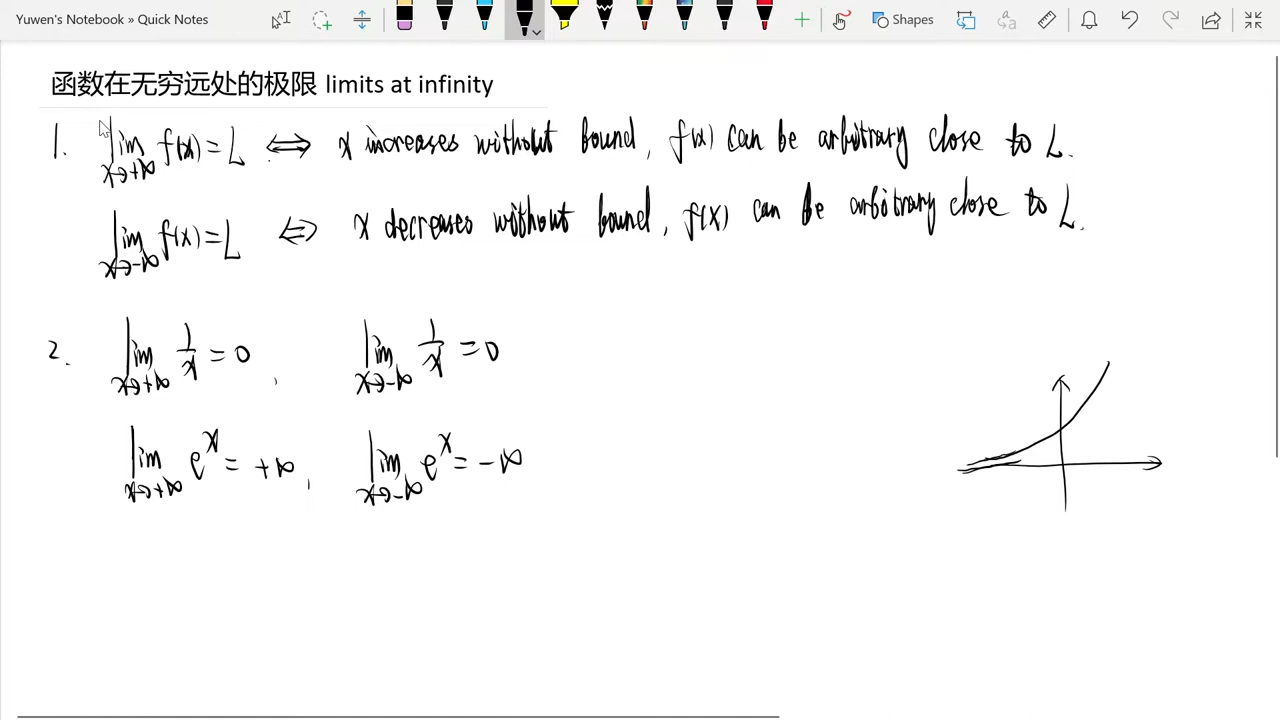 Yuwen's Notebook » Quick Notes
Shapes
函数在无穷远处的极限 limits at infinity
1. lim x→+∞ f(x) = L ⟺ x increases without bound, f(x) can be arbitrary close to L.
lim x→-∞ f(x) = L ⟺ x decreases without bound, f(x) can be arbitrary close to L.
2. lim x→+∞ 1/x = 0, lim x→-∞ 1/x = 0
lim x→+∞ e^x = +∞, lim x→-∞ e^x = -∞